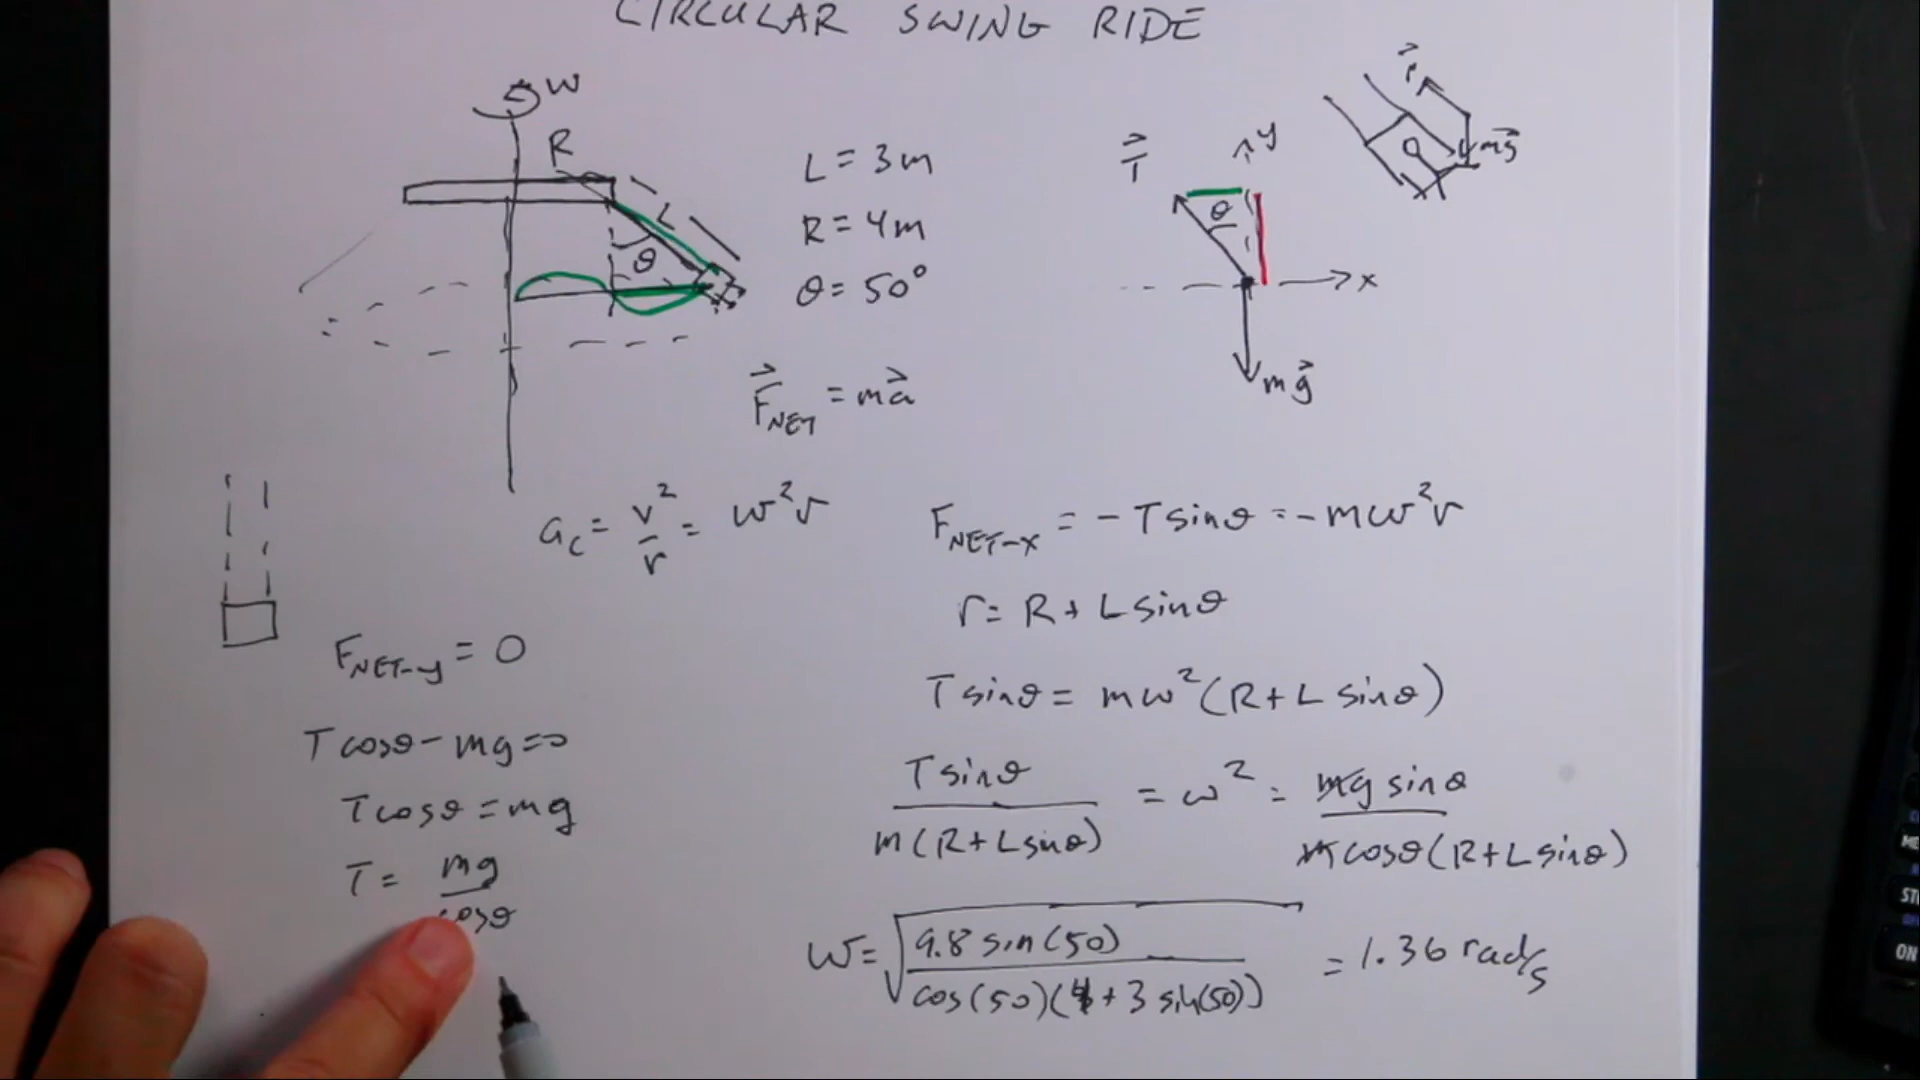 CIRCULAR SWING RIDE
ω
R
L
θ
L = 3m
R = 4m
θ = 50°
F⃗NET = ma⃗
T⃗
y
θ
x
mg⃗
mg⃗
ac = v²/r = ω²r
FNET-x = -T sinθ = -mω²r
r = R + L sinθ
T sinθ = mω²(R + L sinθ)
T sinθ / m(R + L sinθ) = ω² = mg sinθ / m cosθ(R + L sinθ)
ω = √(9.8 sin(50) / cos(50)(4 + 3 sin(50))) = 1.36 rad/s
FNET-y = 0
T cosθ - mg = 0
T cosθ = mg
T = mg / cosθ
ON